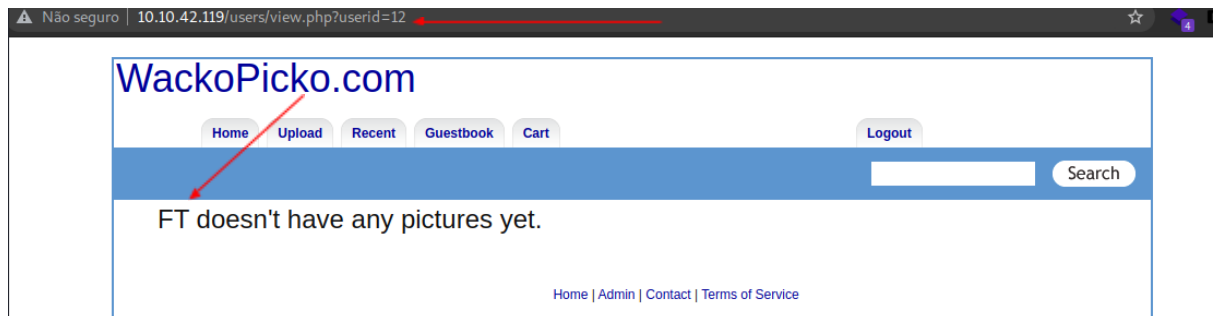 Não seguro | 10.10.42.119/users/view.php?userid=12
4
WackoPicko.com
Home Upload Recent Guestbook Cart Logout
Search
FT doesn't have any pictures yet.
Home | Admin | Contact | Terms of Service